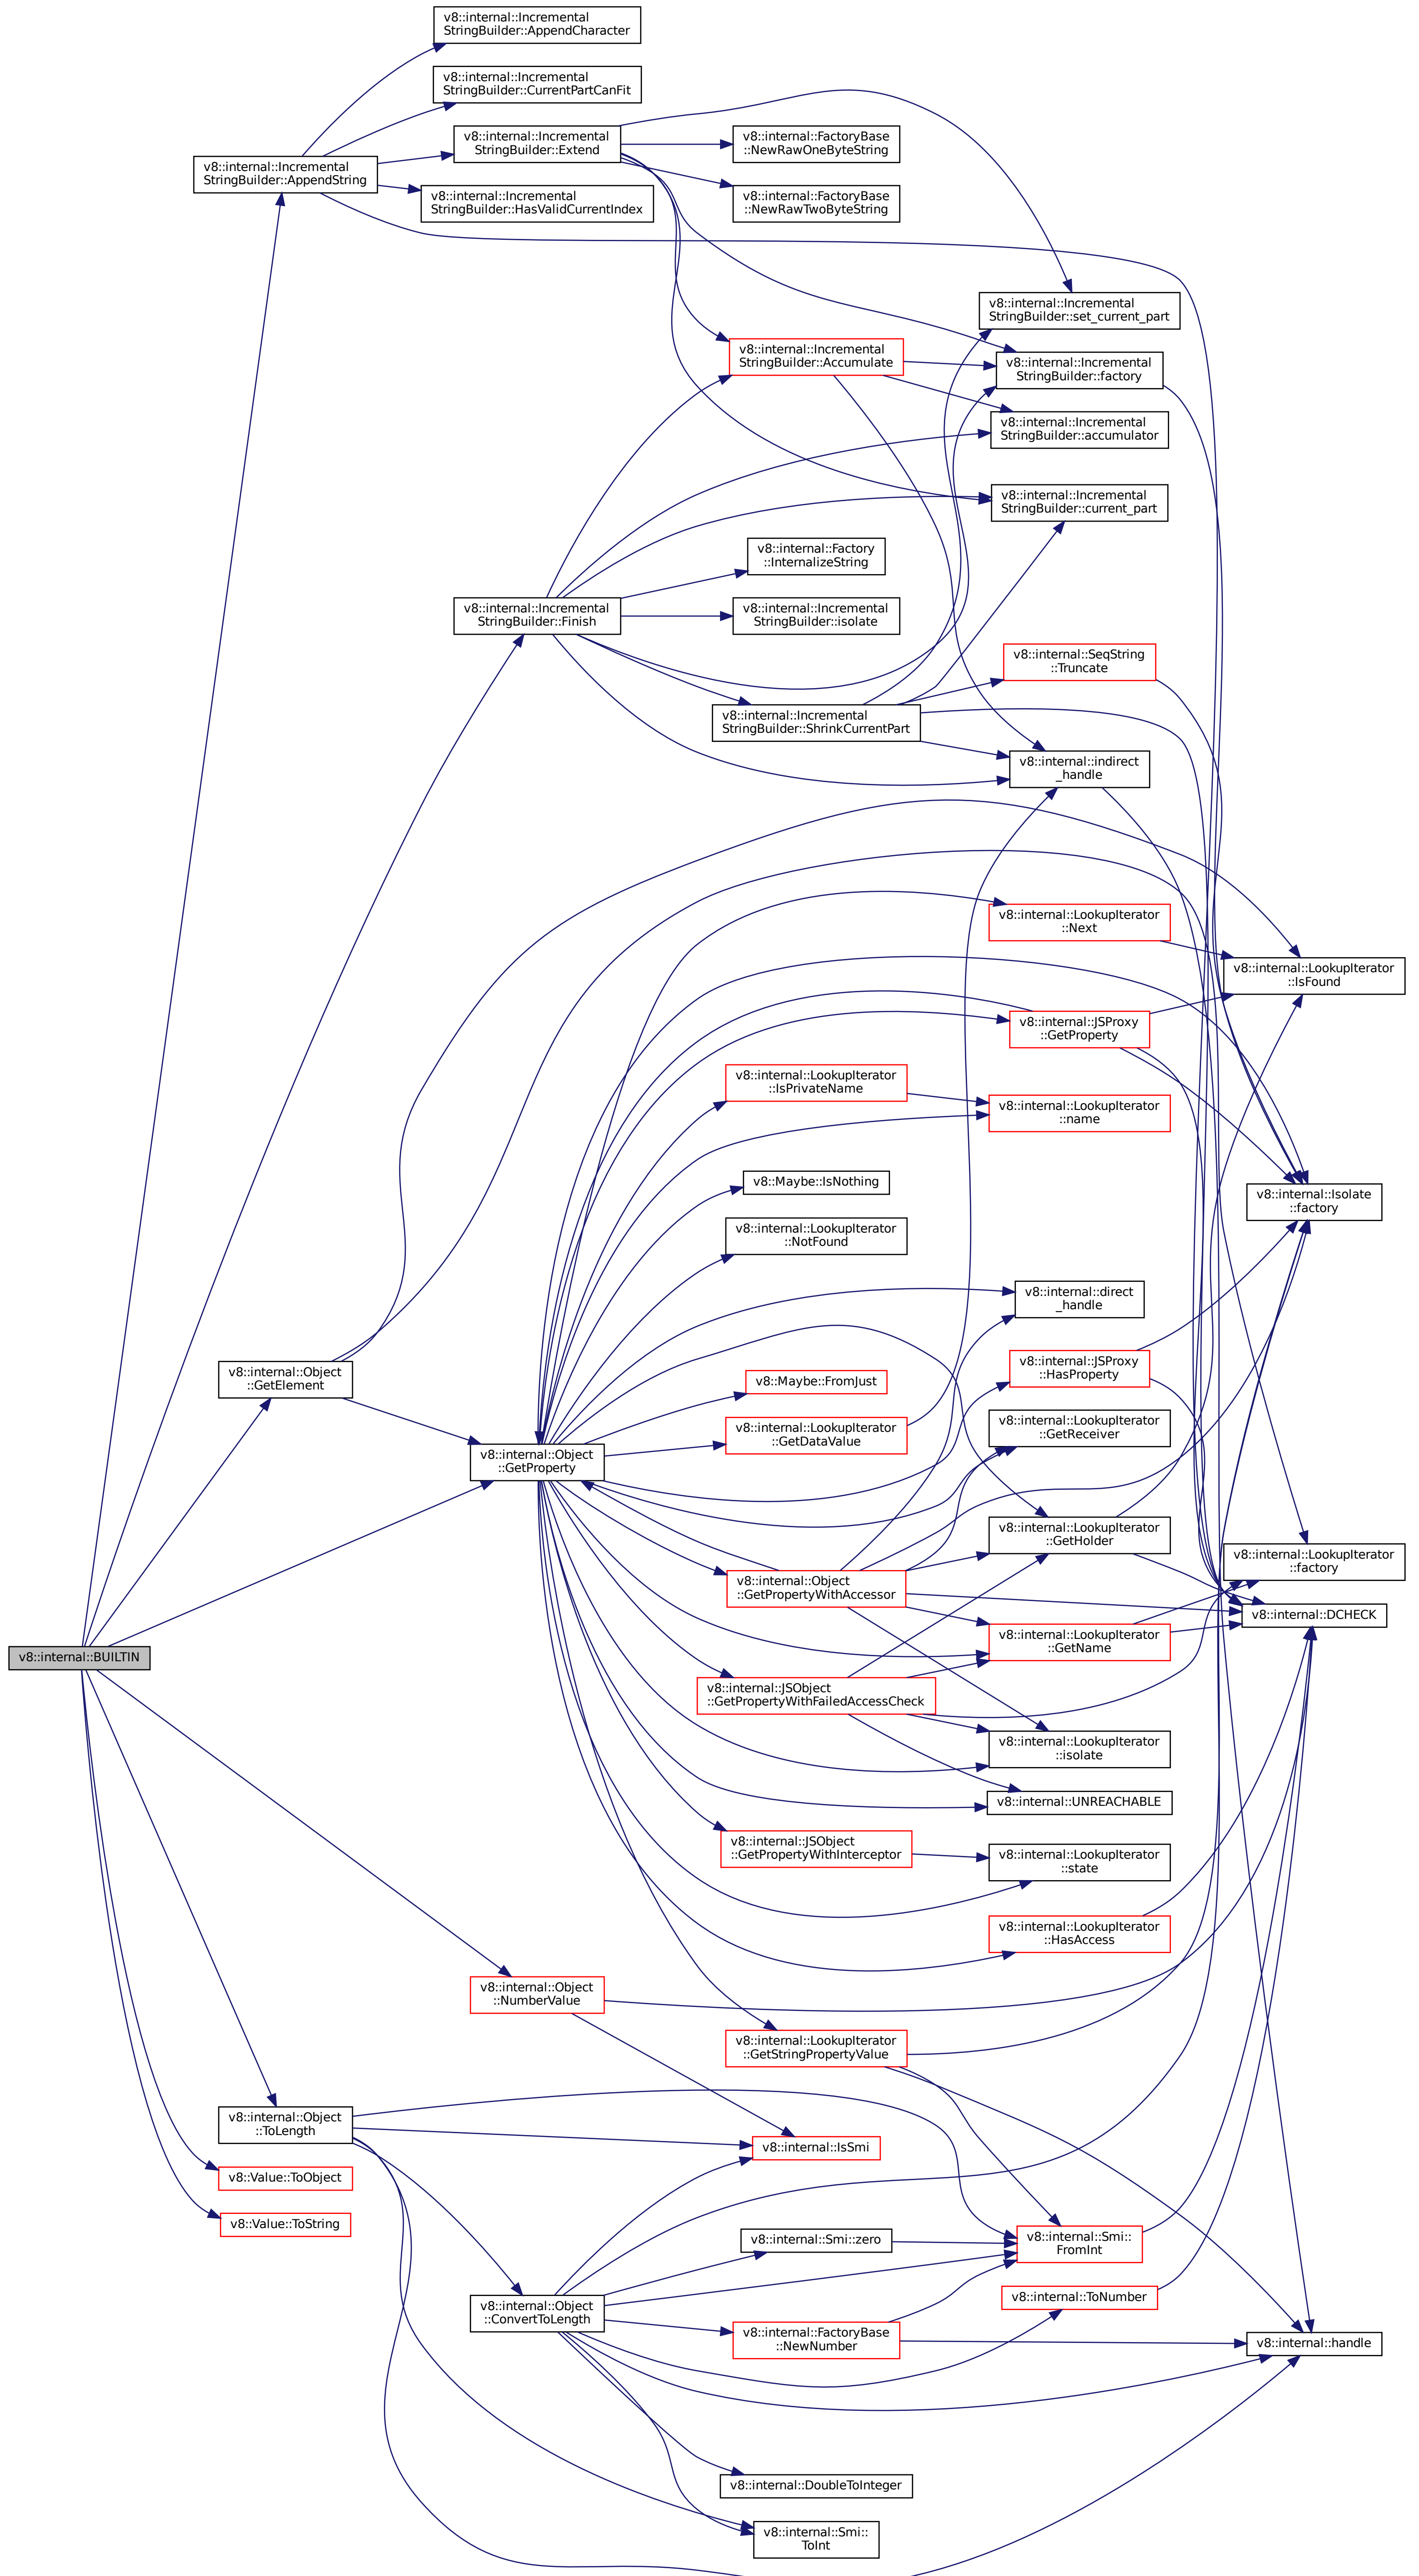 v8::internal::Incremental
StringBuilder::AppendCharacter
v8::internal::Incremental
StringBuilder::CurrentPartCanFit
v8::internal::Incremental
StringBuilder::Extend
v8::internal::FactoryBase
::NewRawOneByteString
v8::internal::Incremental
StringBuilder::AppendString
v8::internal::Incremental
StringBuilder::HasValidCurrentIndex
v8::internal::FactoryBase
::NewRawTwoByteString
v8::internal::Incremental
StringBuilder::set_current_part
v8::internal::Incremental
StringBuilder::Accumulate
v8::internal::Incremental
StringBuilder::factory
v8::internal::Incremental
StringBuilder::accumulator
v8::internal::Incremental
StringBuilder::current_part
v8::internal::Factory
::InternalizeString
v8::internal::Incremental
StringBuilder::Finish
v8::internal::Incremental
StringBuilder::isolate
v8::internal::SeqString
::Truncate
v8::internal::Incremental
StringBuilder::ShrinkCurrentPart
v8::internal::indirect
_handle
v8::internal::LookupIterator
::Next
v8::internal::LookupIterator
::IsFound
v8::internal::JSProxy
::GetProperty
v8::internal::LookupIterator
::IsPrivateName
v8::internal::LookupIterator
::name
v8::Maybe::IsNothing
v8::internal::Isolate
::factory
v8::internal::LookupIterator
::NotFound
v8::internal::direct
_handle
v8::internal::Object
::GetElement
v8::Maybe::FromJust
v8::internal::JSProxy
::HasProperty
v8::internal::LookupIterator
::GetDataValue
v8::internal::LookupIterator
::GetReceiver
v8::internal::Object
::GetProperty
v8::internal::LookupIterator
::GetHolder
v8::internal::LookupIterator
::factory
v8::internal::Object
::GetPropertyWithAccessor
v8::internal::DCHECK
v8::internal::LookupIterator
::GetName
v8::internal::BUILTIN
v8::internal::JSObject
::GetPropertyWithFailedAccessCheck
v8::internal::LookupIterator
::isolate
v8::internal::UNREACHABLE
v8::internal::JSObject
::GetPropertyWithInterceptor
v8::internal::LookupIterator
::state
v8::internal::LookupIterator
::HasAccess
v8::internal::Object
::NumberValue
v8::internal::LookupIterator
::GetStringPropertyValue
v8::internal::Object
::ToLength
v8::internal::IsSmi
v8::Value::ToObject
v8::Value::ToString
v8::internal::Smi::zero
v8::internal::Smi::
FromInt
v8::internal::ToNumber
v8::internal::Object
::ConvertToLength
v8::internal::FactoryBase
::NewNumber
v8::internal::handle
v8::internal::DoubleToInteger
v8::internal::Smi::
ToInt